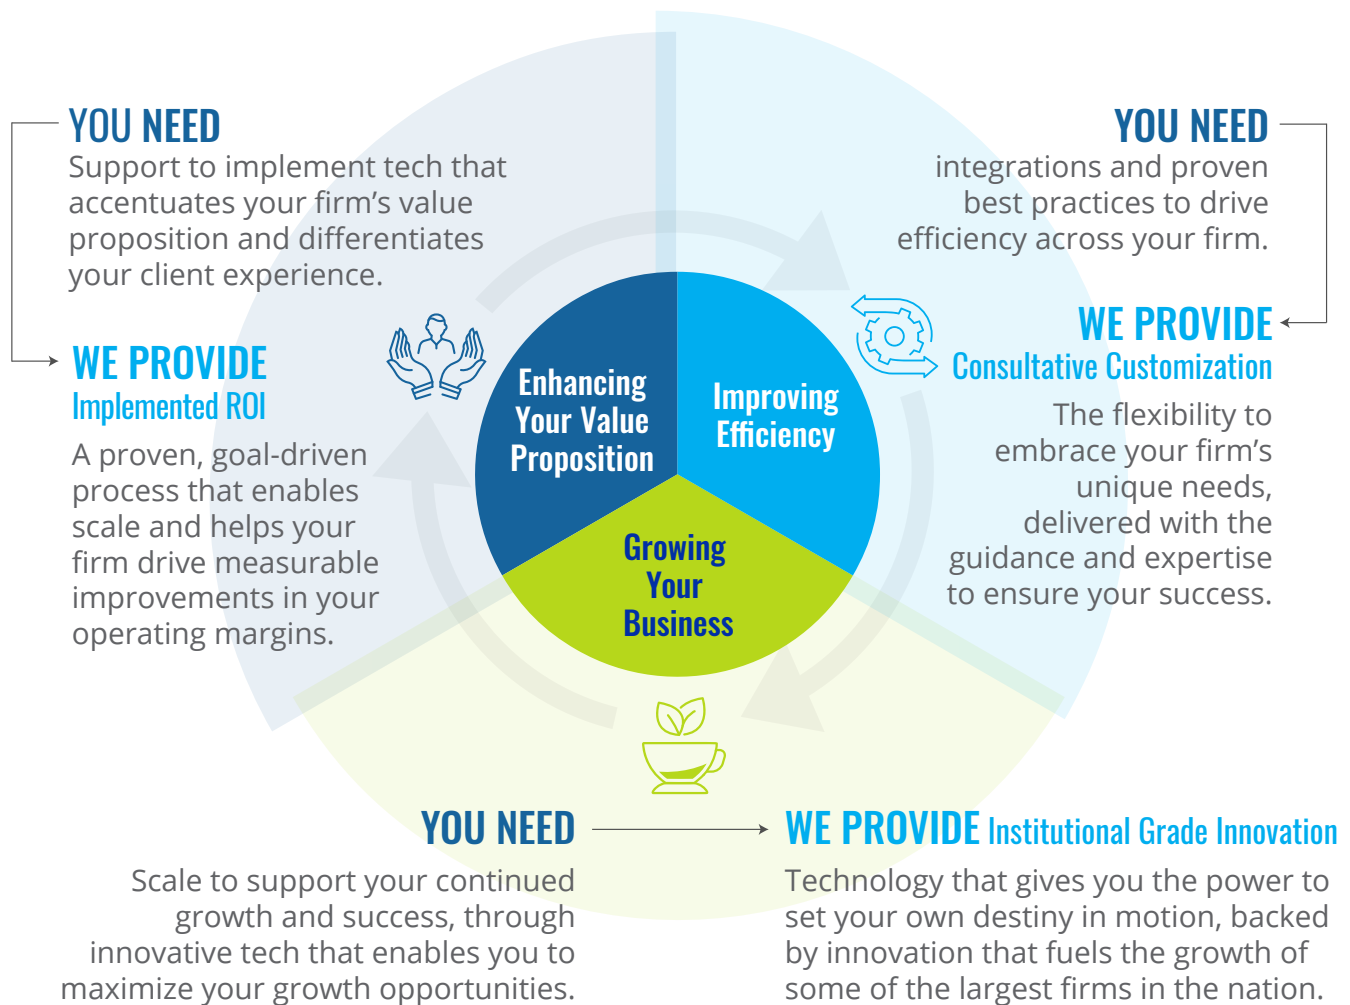 YOU NEED
Support to implement tech that
accentuates your firm’s value
proposition and differentiates
your client experience.
WE PROVIDE
Implemented ROI
A proven, goal-driven
process that enables
scale and helps your
firm drive measurable
improvements in your
operating margins.
Enhancing
Your Value
Proposition
Improving
Efficiency
Growing
Your
Business
YOU NEED
integrations and proven
best practices to drive
efficiency across your firm.
WE PROVIDE
Consultative Customization
The flexibility to
embrace your firm’s
unique needs,
delivered with the
guidance and expertise
to ensure your success.
YOU NEED
Scale to support your continued
growth and success, through
innovative tech that enables you to
maximize your growth opportunities.
WE PROVIDE Institutional Grade Innovation
Technology that gives you the power to
set your own destiny in motion, backed
by innovation that fuels the growth of
some of the largest firms in the nation.